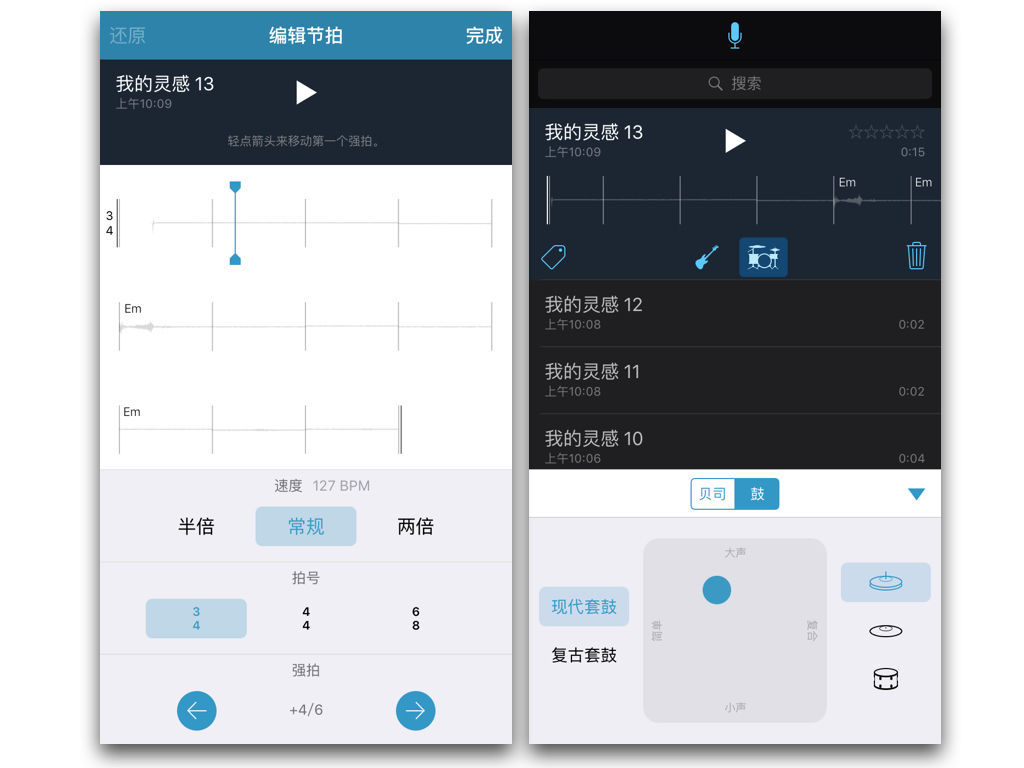 还原 编辑节拍 完成
我的灵感 13
上午10:09
轻点箭头来移动第一个强拍。
3
4
Em
Em
速度 127 BPM
半倍 常规 两倍
拍号
3 4 6
4 4 8
强拍
+4/6
搜索
我的灵感 13
上午10:09 0:15
Em Em
我的灵感 12
上午10:08 0:02
我的灵感 11
上午10:08 0:02
我的灵感 10
上午10:06 0:04
贝司 鼓
大声
现代套鼓
简单 复合
复古套鼓
小声